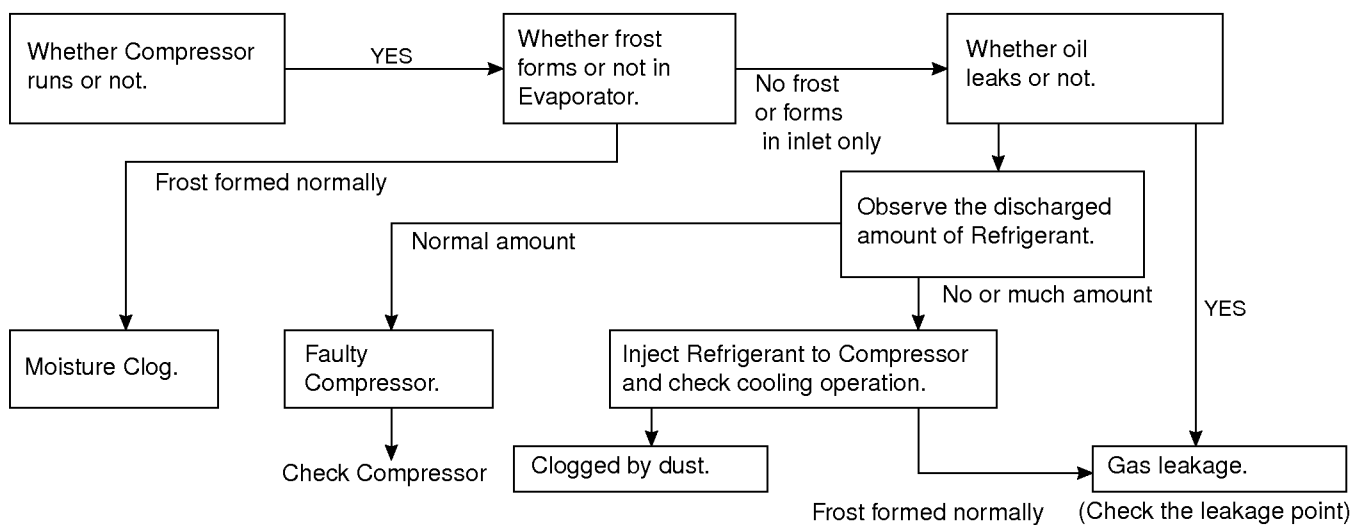 Whether Compressor
runs or not.
YES
Whether frost
forms or not in
Evaporator.
No frost
or forms
in inlet only
Whether oil
leaks or not.
Frost formed normally
Observe the discharged
amount of Refrigerant.
Normal amount
No or much amount
YES
Moisture Clog.
Faulty
Compressor.
Inject Refrigerant to Compressor
and check cooling operation.
Check Compressor
Clogged by dust.
Gas leakage.
Frost formed normally
(Check the leakage point)